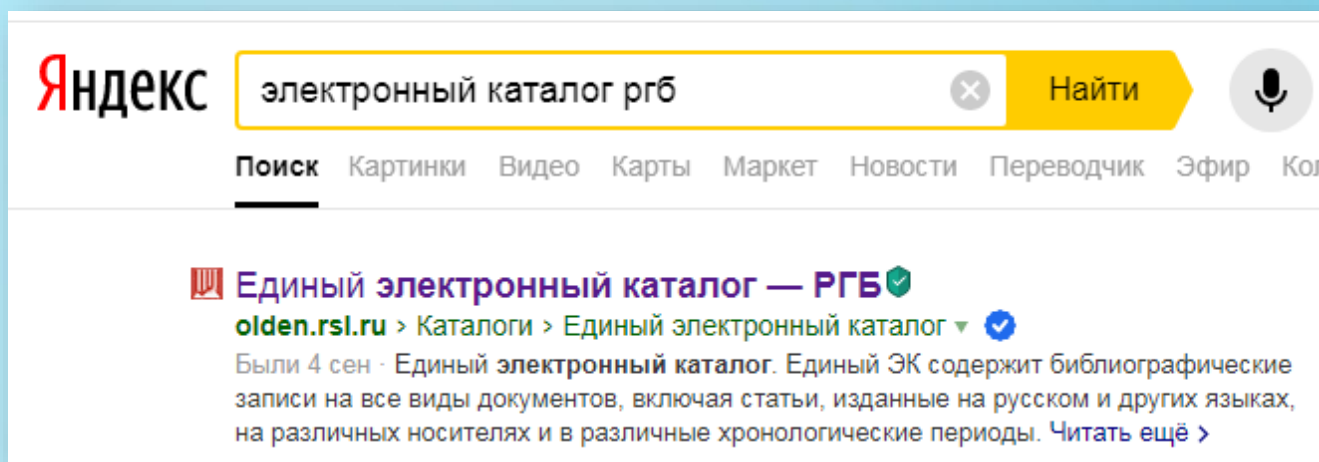 Яндекс
электронный каталог ргб
Найти
Поиск Картинки Видео Карты Маркет Новости Переводчик Эфир Кол
Единый электронный каталог — РГБ
olden.rsl.ru > Каталоги > Единый электронный каталог
Были 4 сен · Единый электронный каталог. Единый ЭК содержит библиографические
записи на все виды документов, включая статьи, изданные на русском и других языках,
на различных носителях и в различные хронологические периоды. Читать ещё >